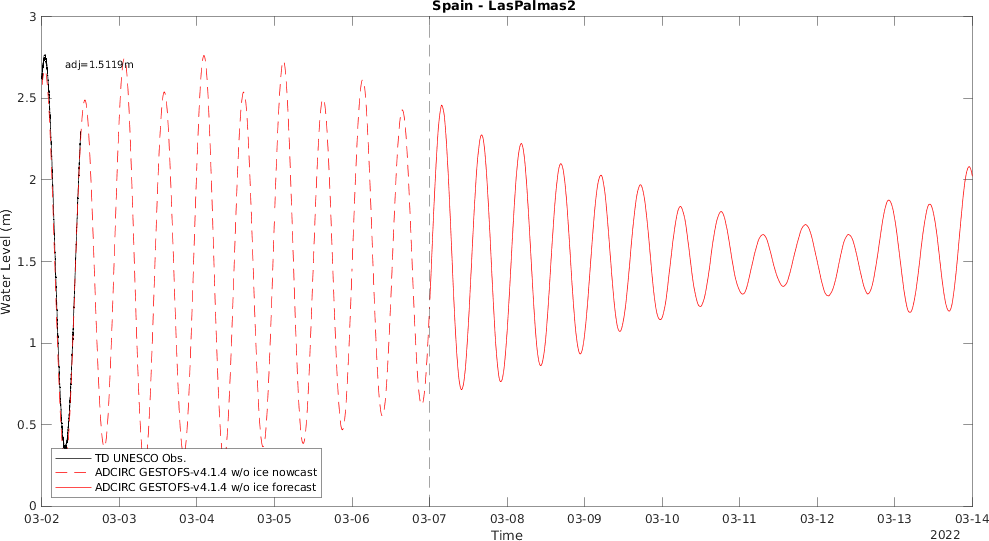 Spain - LasPalmas2
3
adj=1.5119m
2.5
2
1.5
1
0.5
0
Water Level (m)
TD UNESCO Obs.
ADCIRC GESTOFS-v4.1.4 w/o ice nowcast
ADCIRC GESTOFS-v4.1.4 w/o ice forecast
03-02 03-03 03-04 03-05 03-06 03-07 03-08 03-09 03-10 03-11 03-12 03-13 03-14
Time
2022